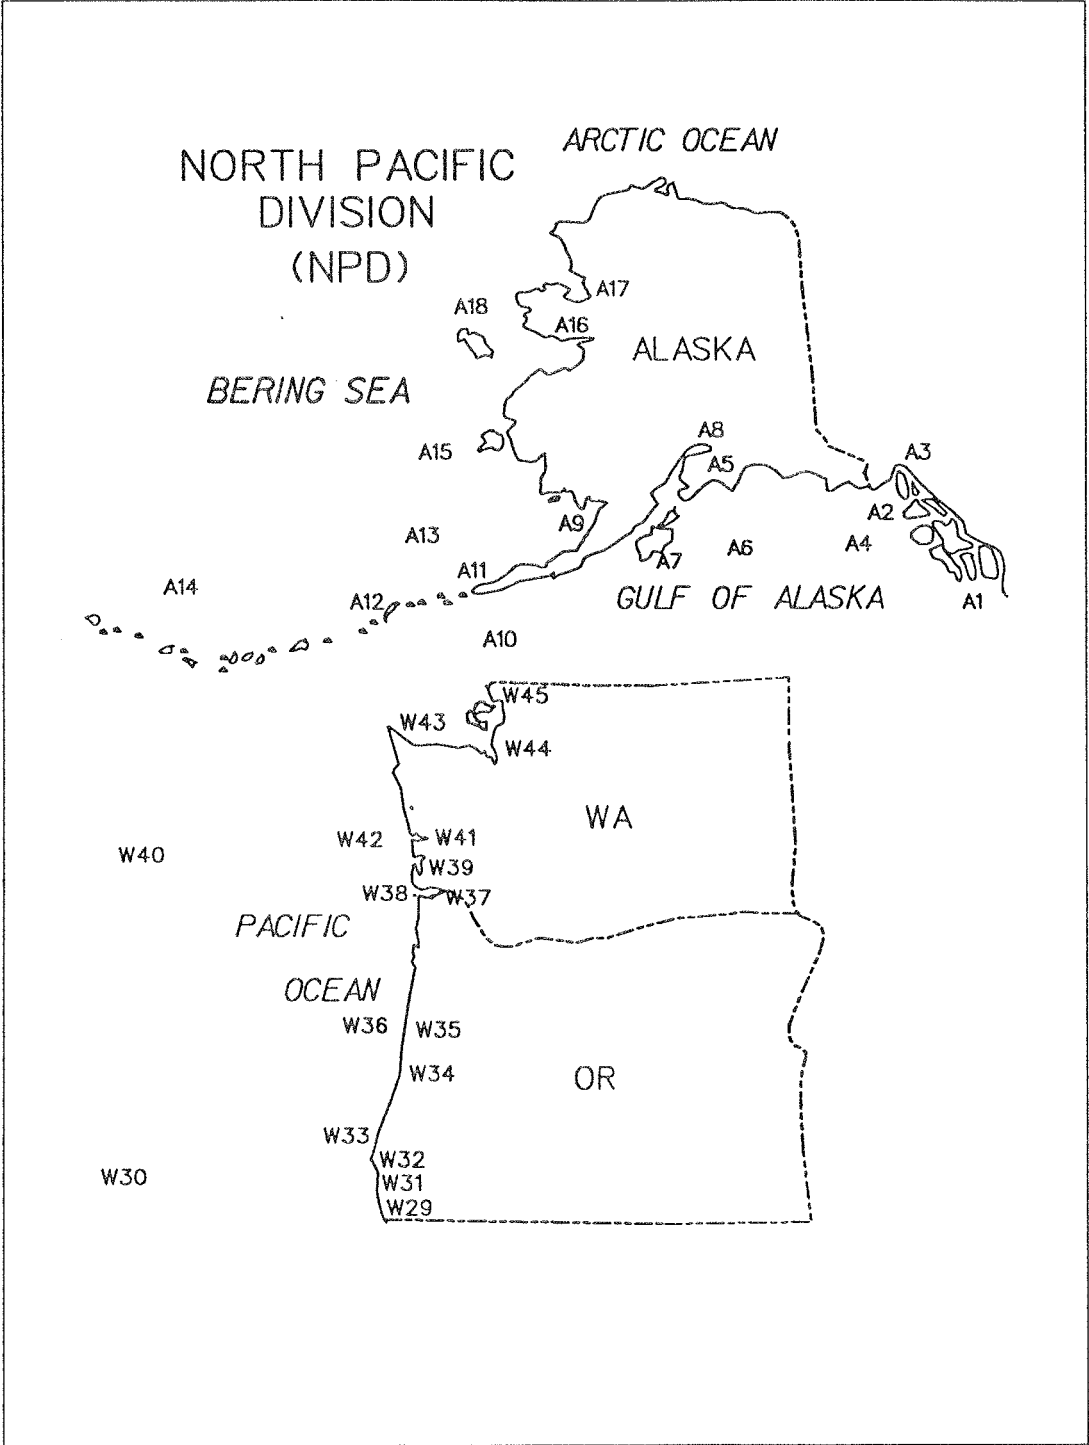 ARCTIC OCEAN
NORTH PACIFIC
DIVISION
(NPD)
A17
A18
A16
ALASKA
BERING SEA
A8
A15
A5
A3
A9
A2
A13
A4
A6
A7
A11
A14
A12
GULF OF ALASKA
A1
A10
W45
W43
W44
WA
W42
W41
W40
W39
W38
W37
PACIFIC
OCEAN
W36
W35
W34
OR
W33
W32
W30
W31
W29